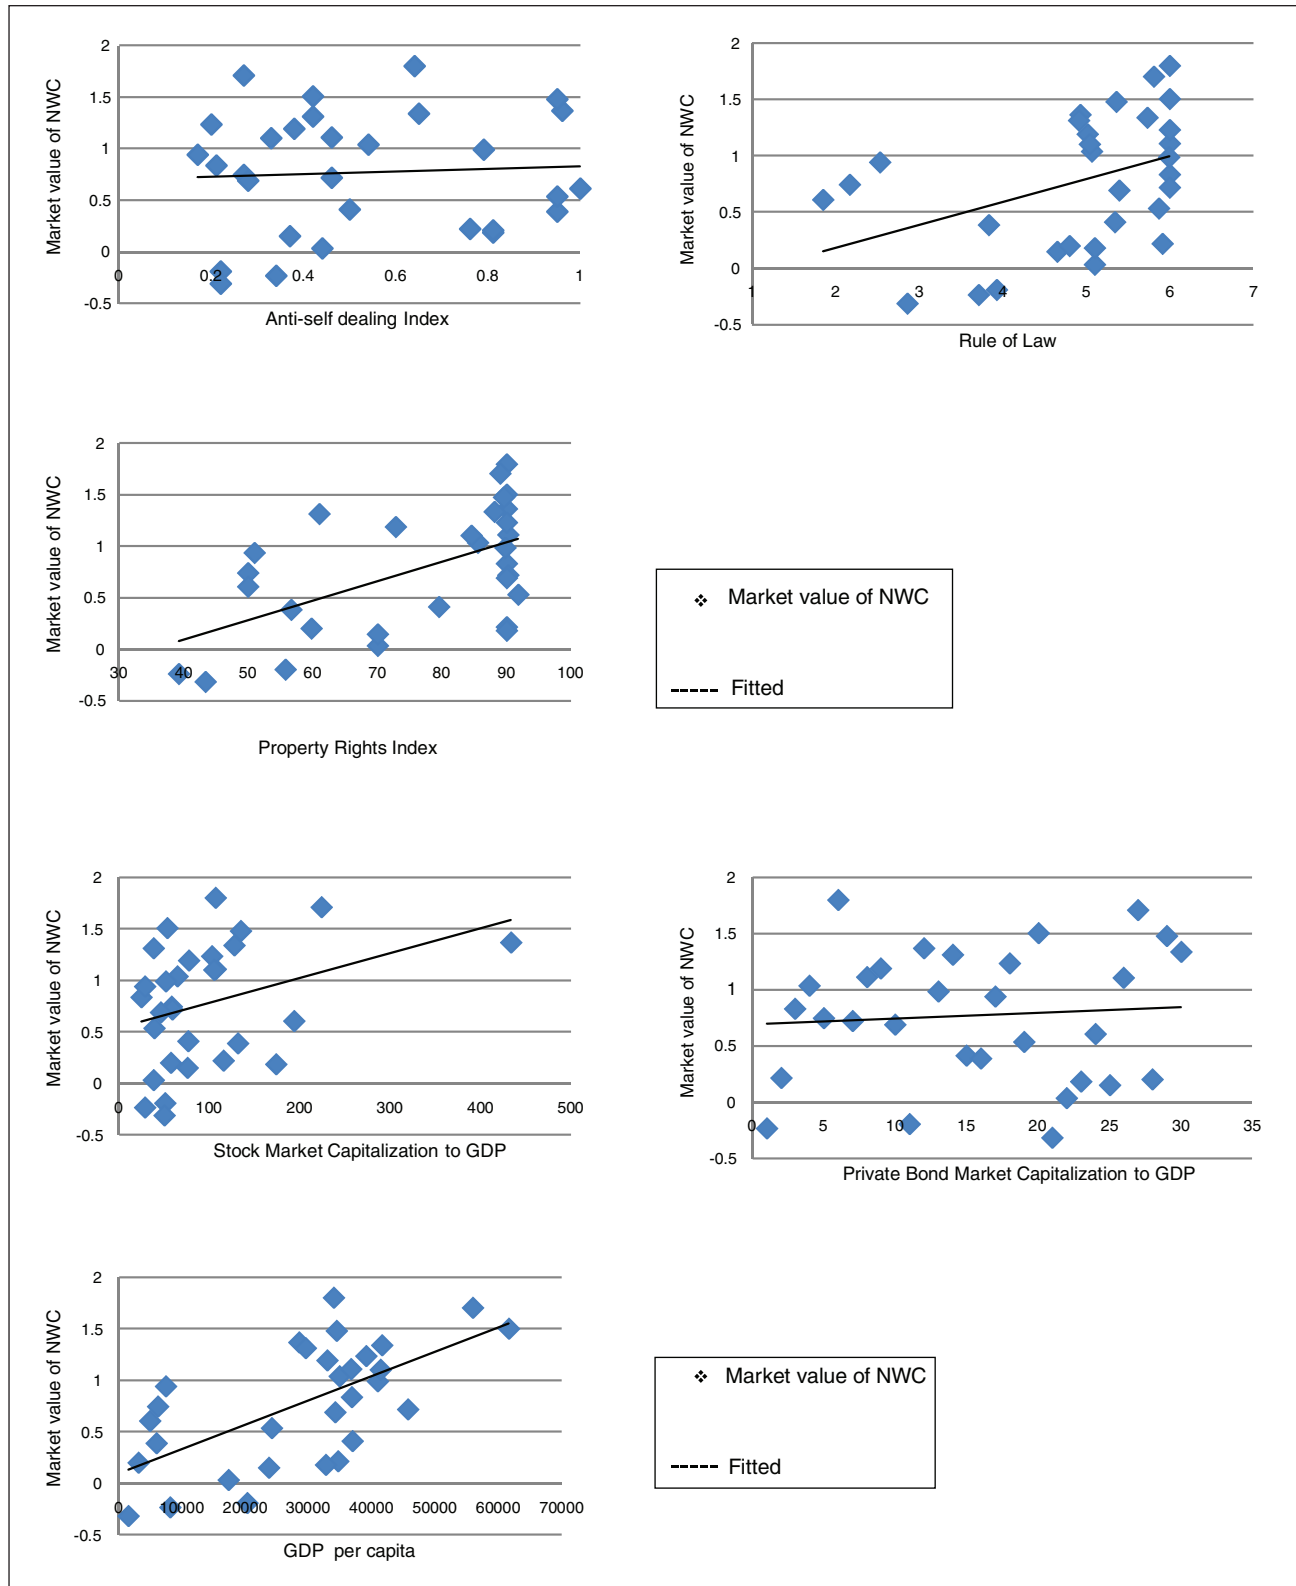 Market value of NWC
2
1.5
1
0.5
0
-0.5
0 0.2 0.4 0.6 0.8 1
Anti-self dealing Index
Market value of NWC
2
1.5
1
0.5
0
-0.5
1 2 3 4 5 6 7
Rule of Law
Market value of NWC
2
1.5
1
0.5
0
-0.5
30 40 50 60 70 80 90 100
Property Rights Index
Market value of NWC
Fitted
Market value of NWC
2
1.5
1
0.5
0
-0.5
0 100 200 300 400 500
Stock Market Capitalization to GDP
Market value of NWC
2
1.5
1
0.5
0
-0.5
0 5 10 15 20 25 30 35
Private Bond Market Capitalization to GDP
Market value of NWC
2
1.5
1
0.5
0
-0.5
0 10000 20000 30000 40000 50000 60000 70000
GDP per capita
Market value of NWC
Fitted